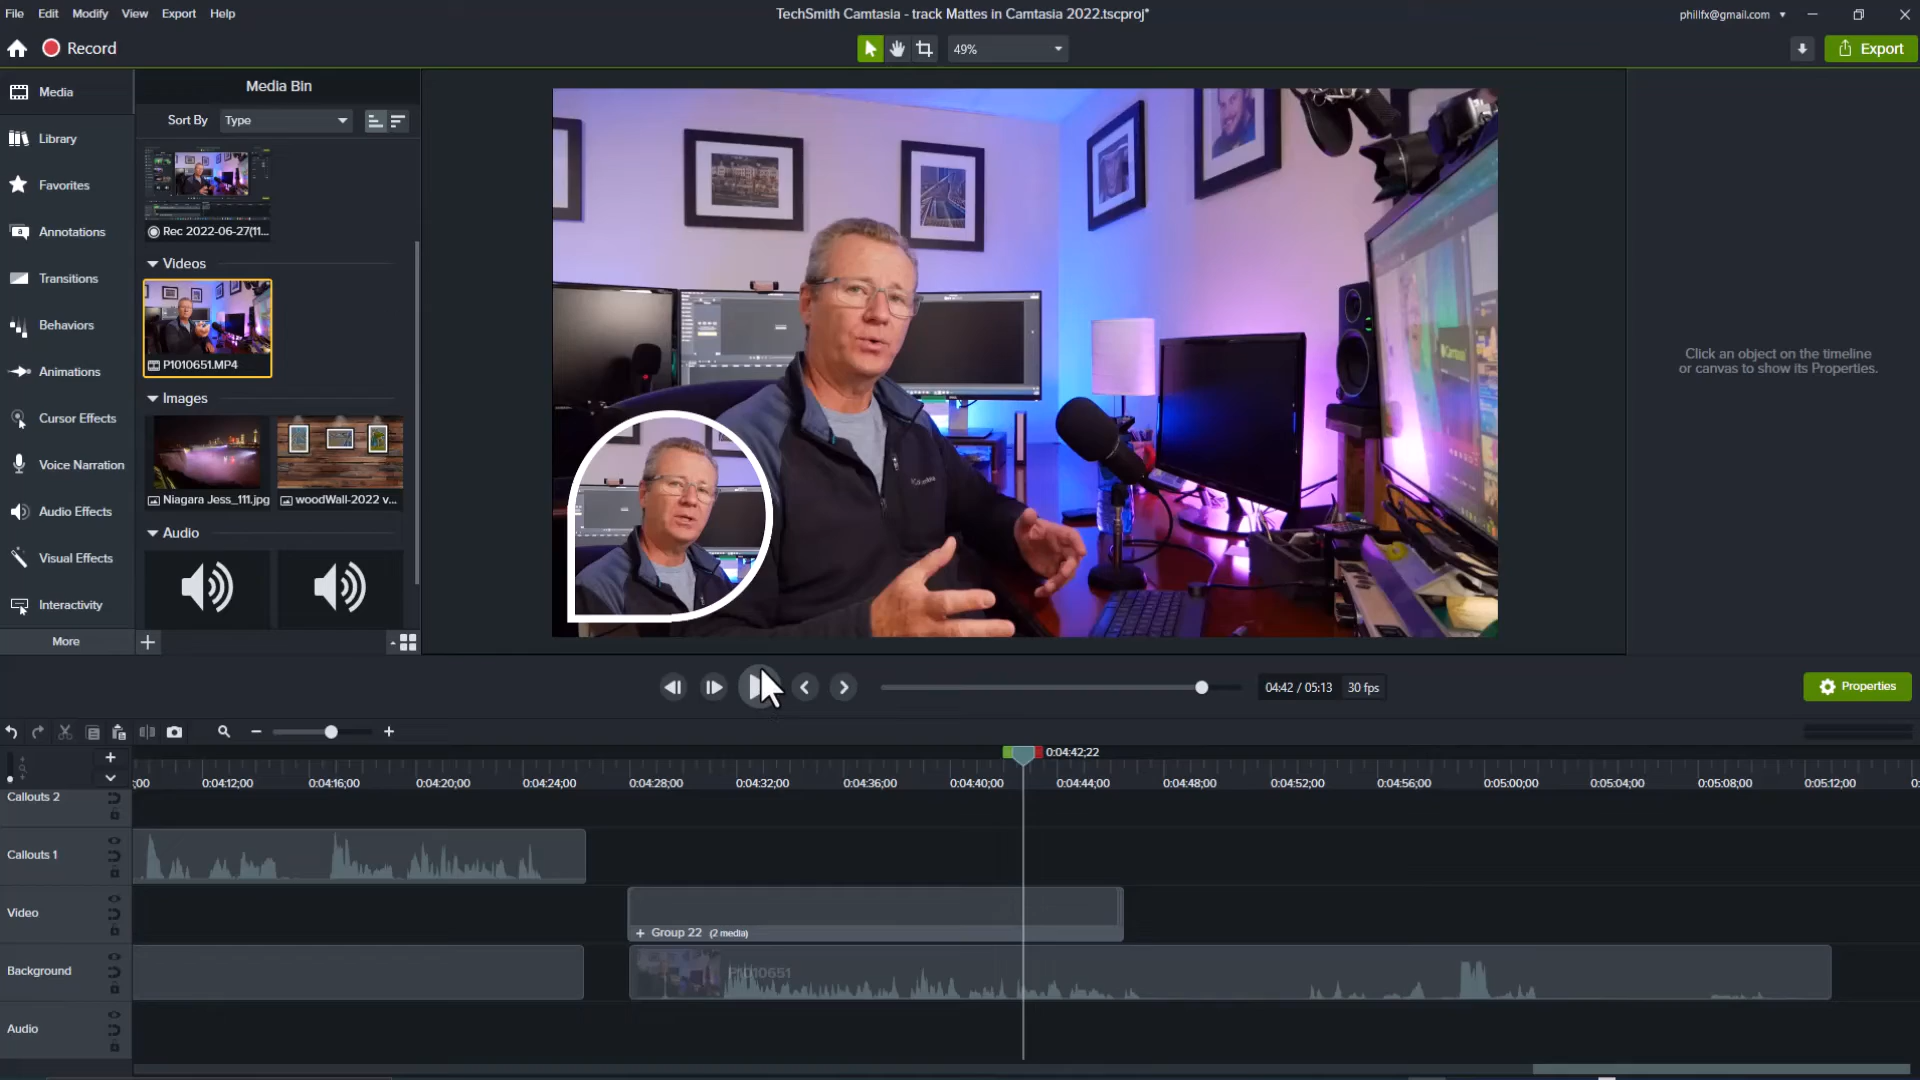 File Edit Modify View Export Help
TechSmith Camtasia - track Mattes in Camtasia 2022.tscproj*
phillfx@gmail.com
Record
49%
Export
Media
Library
Favorites
Annotations
Transitions
Behaviors
Animations
Cursor Effects
Voice Narration
Audio Effects
Visual Effects
Interactivity
More
Media Bin
Sort By Type
Rec 2022-06-27(11...
Videos
P1010651.MP4
Images
Niagara Jess_111.jpg
woodWall-2022 v...
Audio
Click an object on the timeline
or canvas to show its Properties.
04:42 / 05:13 30 fps
Properties
0:04:42;22
;00 0:04:12;00 0:04:16;00 0:04:20;00 0:04:24;00 0:04:28;00 0:04:32;00 0:04:36;00 0:04:40;00 0:04:44;00 0:04:48;00 0:04:52;00 0:04:56;00 0:05:00;00 0:05:04;00 0:05:08;00 0:05:12;00 0:
Callouts 2
Callouts 1
Video
Group 22 (2 media)
Background
P1010651
Audio